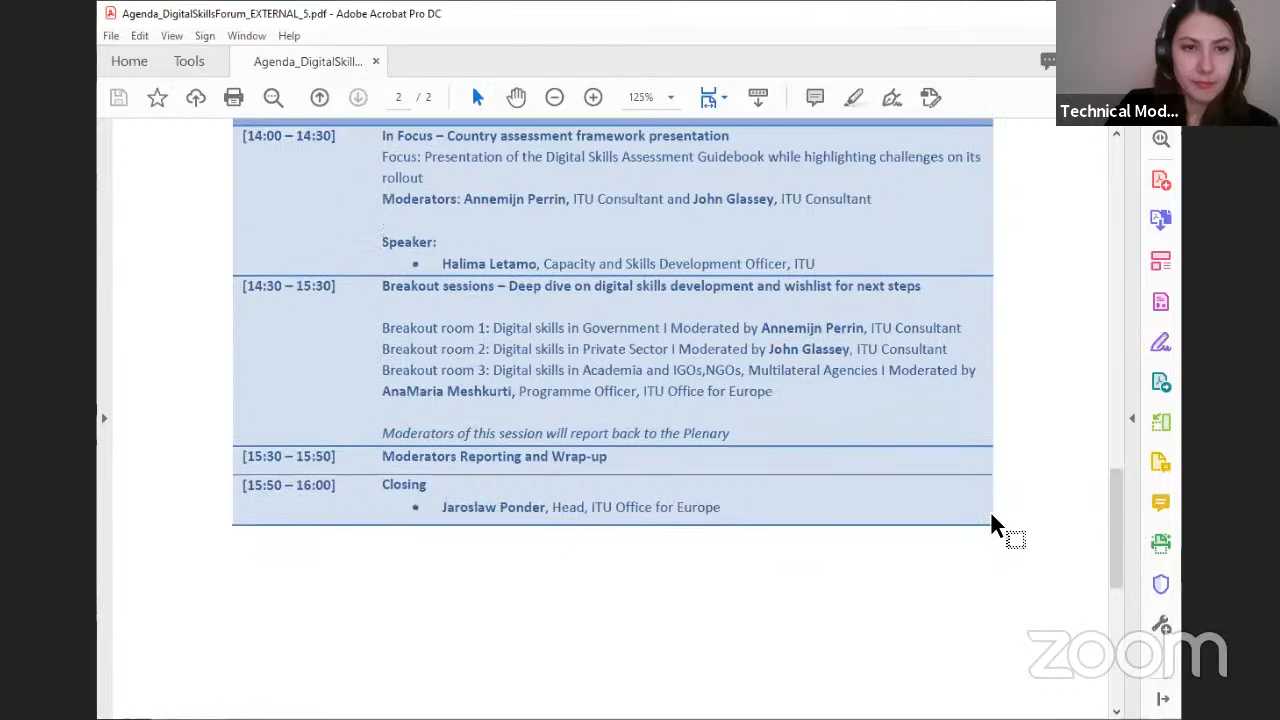 Agenda_DigitalSkillsForum_EXTERNAL_5.pdf - Adobe Acrobat Pro DC
File Edit View Sign Window Help
Home Tools Agenda_DigitalSkill... ×
2 / 2 125%
Technical Mod...
[14:00 – 14:30] In Focus – Country assessment framework presentation
Focus: Presentation of the Digital Skills Assessment Guidebook while highlighting challenges on its
rollout
Moderators: Annemijn Perrin, ITU Consultant and John Glassey, ITU Consultant
Speaker:
• Halima Letamo, Capacity and Skills Development Officer, ITU
[14:30 – 15:30] Breakout sessions – Deep dive on digital skills development and wishlist for next steps
Breakout room 1: Digital skills in Government I Moderated by Annemijn Perrin, ITU Consultant
Breakout room 2: Digital skills in Private Sector I Moderated by John Glassey, ITU Consultant
Breakout room 3: Digital skills in Academia and IGOs,NGOs, Multilateral Agencies I Moderated by
AnaMaria Meshkurti, Programme Officer, ITU Office for Europe
Moderators of this session will report back to the Plenary
[15:30 – 15:50] Moderators Reporting and Wrap-up
[15:50 – 16:00] Closing
• Jaroslaw Ponder, Head, ITU Office for Europe
zoom